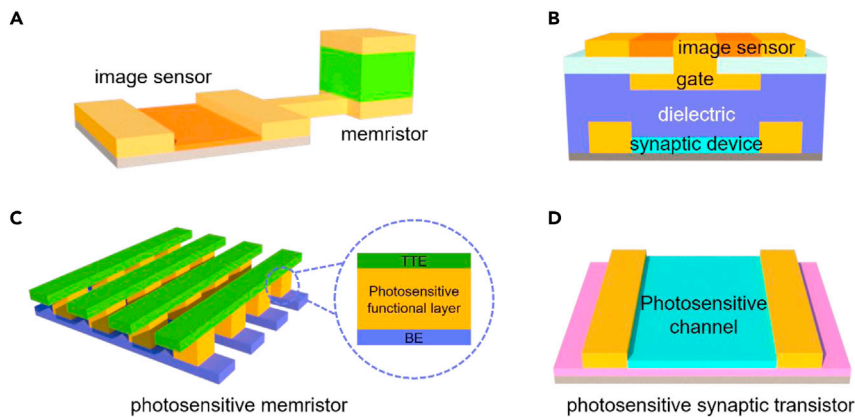 A
image sensor
memristor
B
image sensor
gate
dielectric
synaptic device
C
TTE
Photosensitive
functional layer
BE
photosensitive memristor
D
Photosensitive
channel
photosensitive synaptic transistor